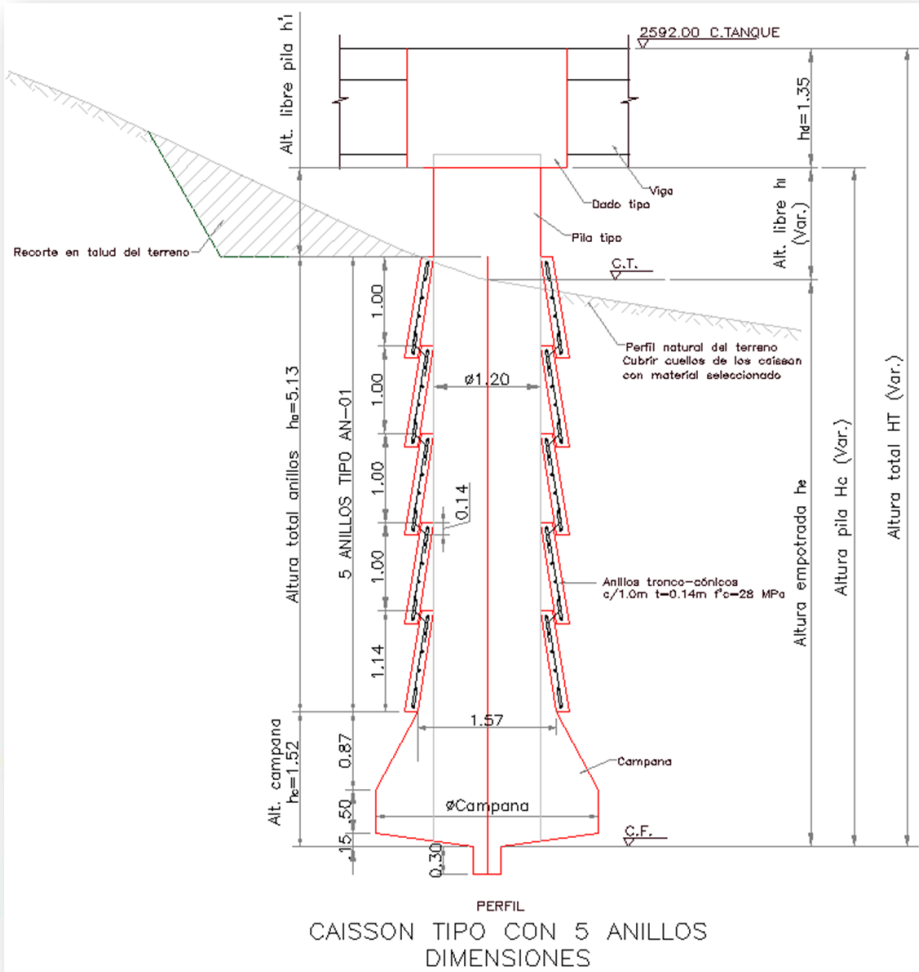 2592.00 C.TANQUE
Alt. libre pila h'l
hd=1.35
Viga
Dado tipo
Alt. libre hl
(Var.)
Pila tipo
Recorte en talud del terreno
C.T.
1.00
Perfil natural del terreno
Cubrir cuellos de los caisson
con material seleccionado
ø1.20
1.00
Altura total anillos ha=5.13
5 ANILLOS TIPO AN-01
1.00
0.14
1.00
Anillos tronco-cónicos
c/1.0m t=0.14m f'c=28 MPa
1.14
Altura empotrada he
Altura pila Hc (Var.)
Altura total HT (Var.)
1.57
Alt. campana
hc=1.52
0.87
Campana
øCampana
.50
.15
C.F.
0.30
PERFIL
CAISSON TIPO CON 5 ANILLOS
DIMENSIONES